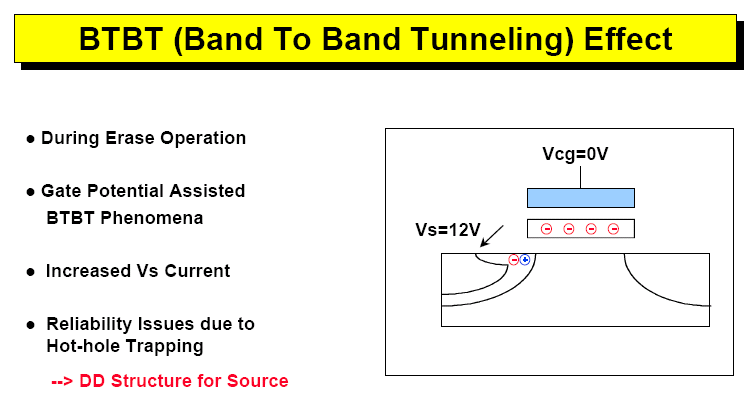 BTBT (Band To Band Tunneling) Effect
● During Erase Operation
● Gate Potential Assisted
BTBT Phenomena
● Increased Vs Current
● Reliability Issues due to
Hot-hole Trapping
--> DD Structure for Source
Vcg=0V
Vs=12V
- - - -
- +